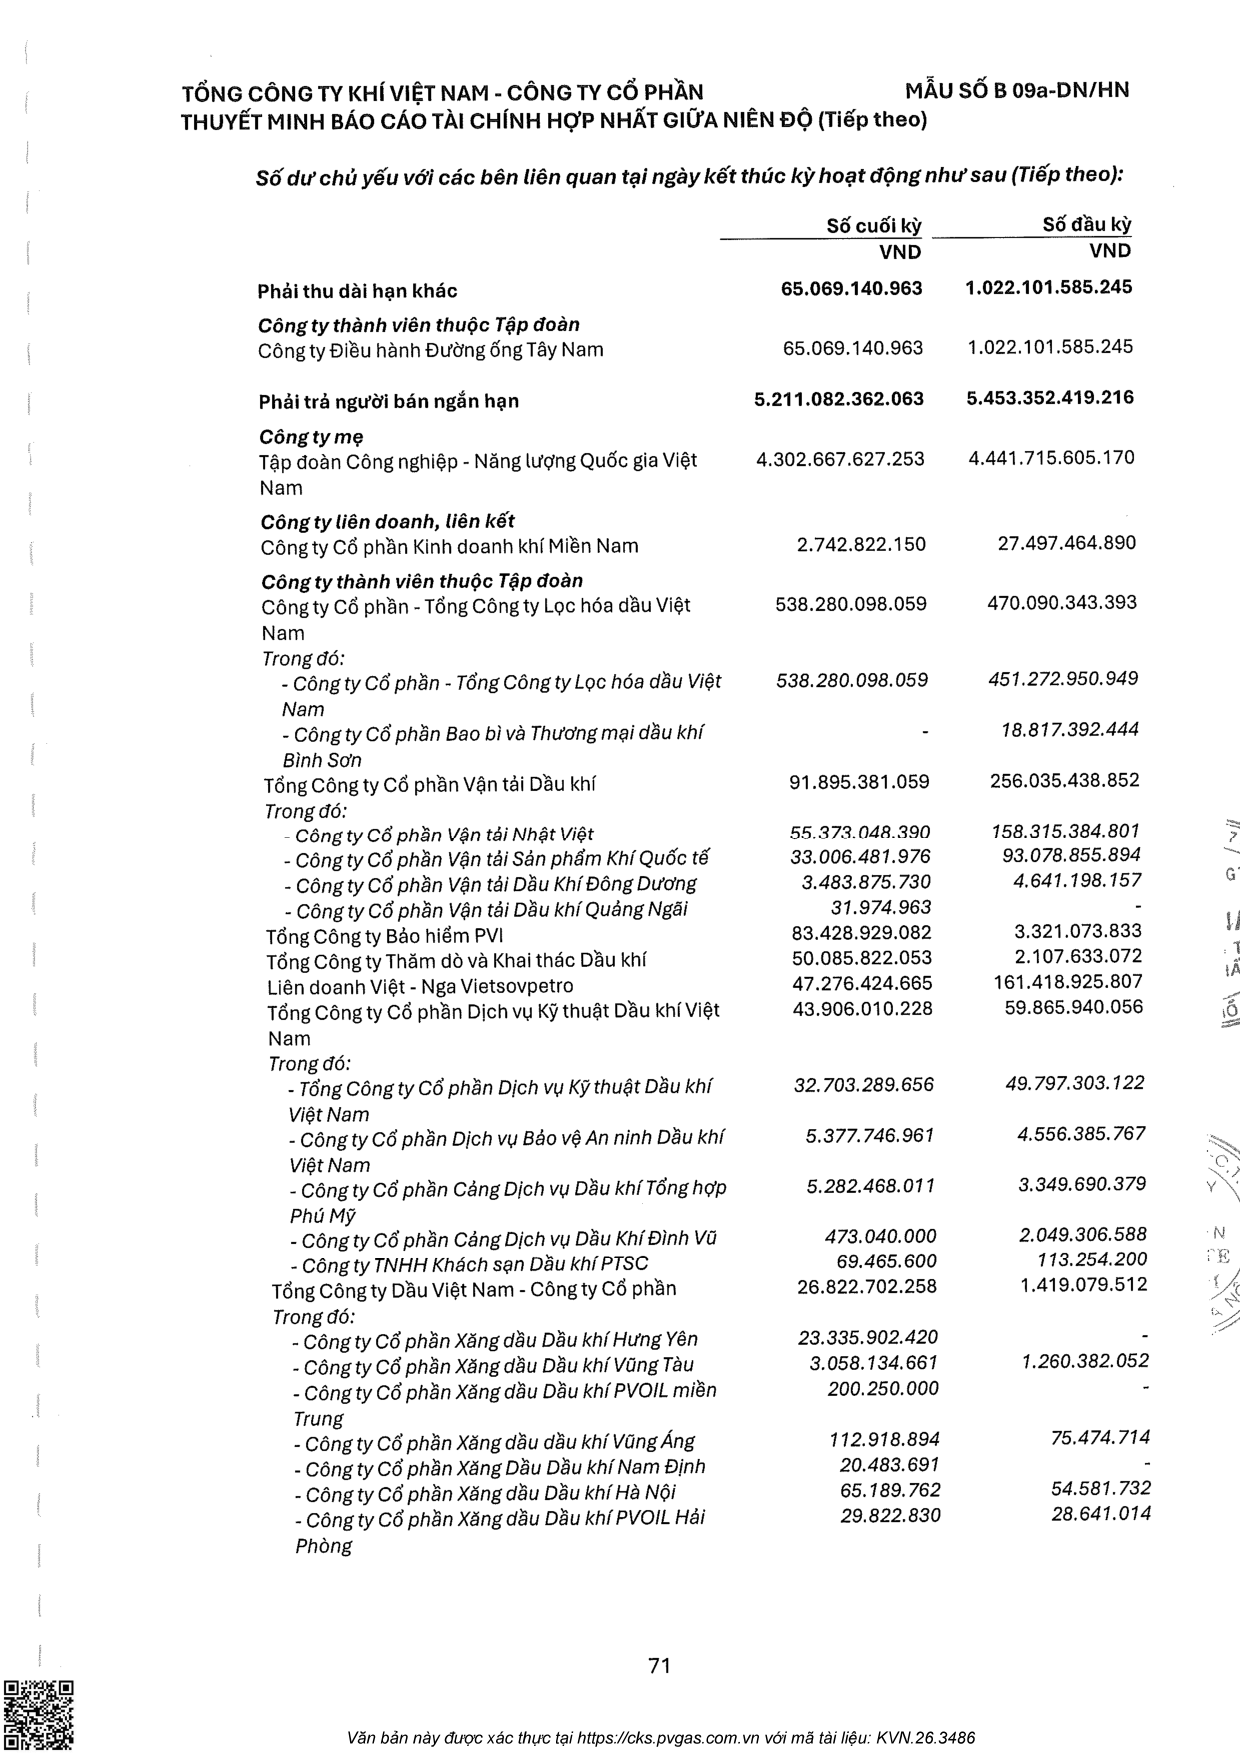 TỔNG CÔNG TY KHÍ VIỆT NAM - CÔNG TY CỔ PHẦN MẪU SỐ B 09a-DN/HN
THUYẾT MINH BÁO CÁO TÀI CHÍNH HỢP NHẤT GIỮA NIÊN ĐỘ (Tiếp theo)
Số dư chủ yếu với các bên liên quan tại ngày kết thúc kỳ hoạt động như sau (Tiếp theo):
Số cuối kỳ Số đầu kỳ
VND VND
Phải thu dài hạn khác 65.069.140.963 1.022.101.585.245
Công ty thành viên thuộc Tập đoàn
Công ty Điều hành Đường ống Tây Nam 65.069.140.963 1.022.101.585.245
Phải trả người bán ngắn hạn 5.211.082.362.063 5.453.352.419.216
Công ty mẹ
Tập đoàn Công nghiệp - Năng lượng Quốc gia Việt 4.302.667.627.253 4.441.715.605.170
Nam
Công ty liên doanh, liên kết
Công ty Cổ phần Kinh doanh khí Miền Nam 2.742.822.150 27.497.464.890
Công ty thành viên thuộc Tập đoàn
Công ty Cổ phần - Tổng Công ty Lọc hóa dầu Việt 538.280.098.059 470.090.343.393
Nam
Trong đó:
- Công ty Cổ phần - Tổng Công ty Lọc hóa dầu Việt 538.280.098.059 451.272.950.949
Nam
- Công ty Cổ phần Bao bì và Thương mại dầu khí - 18.817.392.444
Bình Sơn
Tổng Công ty Cổ phần Vận tải Dầu khí 91.895.381.059 256.035.438.852
Trong đó:
- Công ty Cổ phần Vận tải Nhật Việt 55.373.048.390 158.315.384.801
- Công ty Cổ phần Vận tải Sản phẩm Khí Quốc tế 33.006.481.976 93.078.855.894
- Công ty Cổ phần Vận tải Dầu Khí Đông Dương 3.483.875.730 4.641.198.157
- Công ty Cổ phần Vận tải Dầu khí Quảng Ngãi 31.974.963 -
Tổng Công ty Bảo hiểm PVI 83.428.929.082 3.321.073.833
Tổng Công ty Thăm dò và Khai thác Dầu khí 50.085.822.053 2.107.633.072
Liên doanh Việt - Nga Vietsovpetro 47.276.424.665 161.418.925.807
Tổng Công ty Cổ phần Dịch vụ Kỹ thuật Dầu khí Việt 43.906.010.228 59.865.940.056
Nam
Trong đó:
- Tổng Công ty Cổ phần Dịch vụ Kỹ thuật Dầu khí 32.703.289.656 49.797.303.122
Việt Nam
- Công ty Cổ phần Dịch vụ Bảo vệ An ninh Dầu khí 5.377.746.961 4.556.385.767
Việt Nam
- Công ty Cổ phần Cảng Dịch vụ Dầu khí Tổng hợp 5.282.468.011 3.349.690.379
Phú Mỹ
- Công ty Cổ phần Cảng Dịch vụ Dầu Khí Đình Vũ 473.040.000 2.049.306.588
- Công ty TNHH Khách sạn Dầu khí PTSC 69.465.600 113.254.200
Tổng Công ty Dầu Việt Nam - Công ty Cổ phần 26.822.702.258 1.419.079.512
Trong đó:
- Công ty Cổ phần Xăng dầu Dầu khí Hưng Yên 23.335.902.420 -
- Công ty Cổ phần Xăng dầu Dầu khí Vũng Tàu 3.058.134.661 1.260.382.052
- Công ty Cổ phần Xăng dầu Dầu khí PVOIL miền 200.250.000 -
Trung
- Công ty Cổ phần Xăng dầu dầu khí Vũng Áng 112.918.894 75.474.714
- Công ty Cổ phần Xăng Dầu Dầu khí Nam Định 20.483.691 -
- Công ty Cổ phần Xăng dầu Dầu khí Hà Nội 65.189.762 54.581.732
- Công ty Cổ phần Xăng dầu Dầu khí PVOIL Hải 29.822.830 28.641.014
Phòng
71
Văn bản này được xác thực tại https://cks.pvgas.com.vn với mã tài liệu: KVN.26.3486